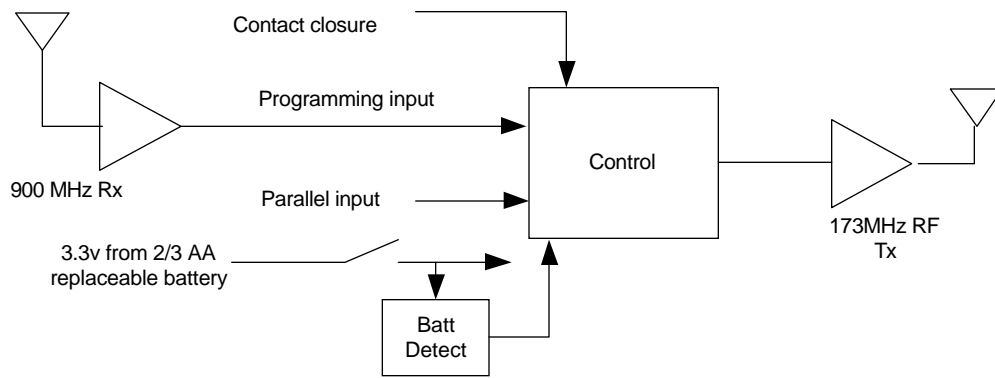 Contact closure
Programming input
900 MHz Rx
Control
Parallel input
173MHz RF
Tx
3.3v from 2/3 AA
replaceable battery
Batt
Detect